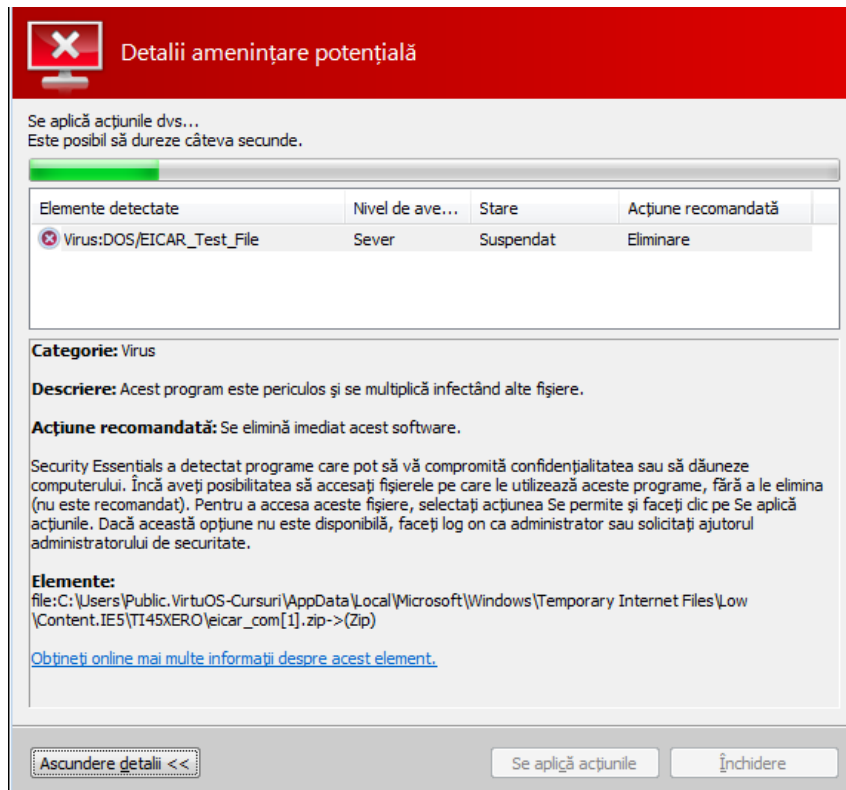 Detalii amenințare potențială
Se aplică acțiunile dvs...
Este posibil să dureze câteva secunde.
Elemente detectate Nivel de ave... Stare Acțiune recomandată
Virus:DOS/EICAR_Test_File Sever Suspendat Eliminare
Categorie: Virus
Descriere: Acest program este periculos și se multiplică infectând alte fișiere.
Acțiune recomandată: Se elimină imediat acest software.
Security Essentials a detectat programe care pot să vă compromită confidențialitatea sau să dăuneze
computerului. Încă aveți posibilitatea să accesați fișierele pe care le utilizează aceste programe, fără a le elimina
(nu este recomandat). Pentru a accesa aceste fișiere, selectați acțiunea Se permite și faceți clic pe Se aplică
acțiunile. Dacă această opțiune nu este disponibilă, faceți log on ca administrator sau solicitați ajutorul
administratorului de securitate.
Elemente:
file:C:\Users\Public.VirtuOS-Cursuri\AppData\Local\Microsoft\Windows\Temporary Internet Files\Low
\Content.IE5\TI45XERO\eicar_com[1].zip->(Zip)
Obțineți online mai multe informații despre acest element.
Ascundere detalii << Se aplică acțiunile Închidere